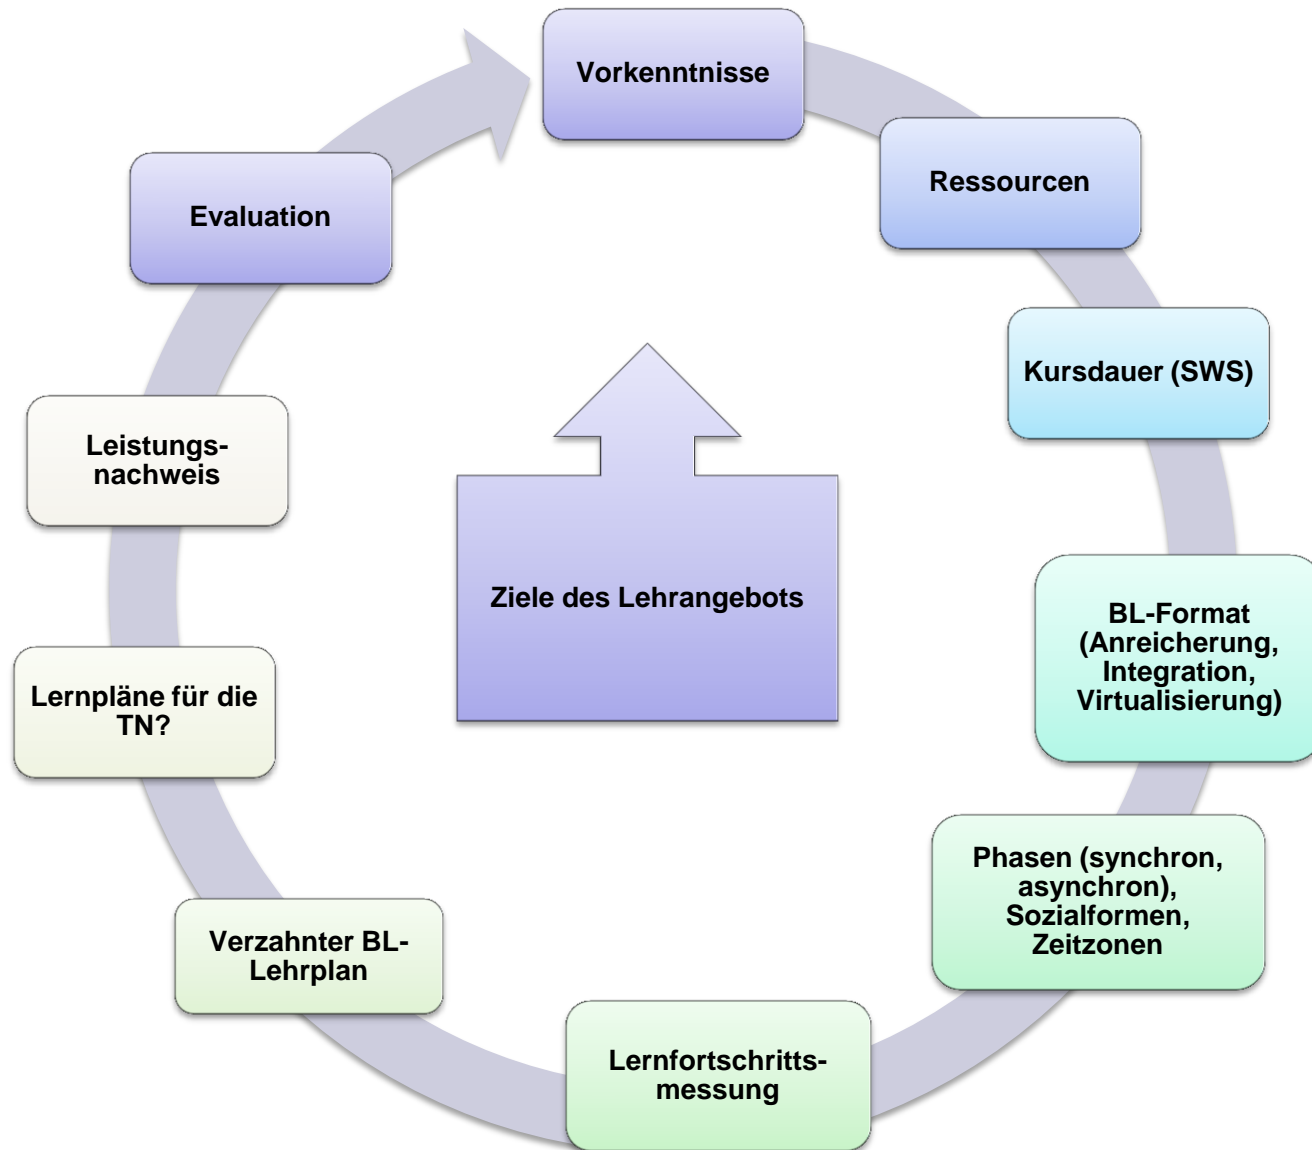 Vorkenntnisse
Ressourcen
Kursdauer (SWS)
BL-Format
(Anreicherung,
Integration,
Virtualisierung)
Phasen (synchron,
asynchron),
Sozialformen,
Zeitzonen
Lernfortschritts-
messung
Verzahnter BL-
Lehrplan
Lernpläne für die
TN?
Leistungs-
nachweis
Evaluation
Ziele des Lehrangebots